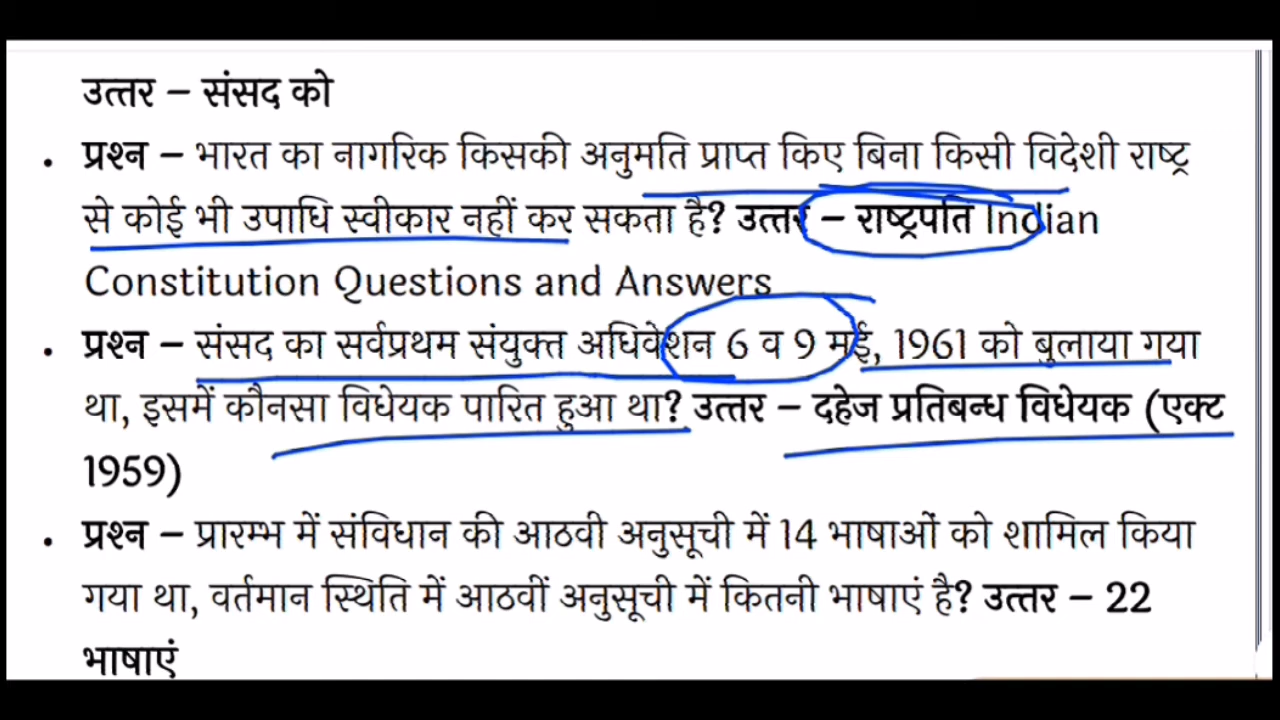 उत्तर – संसद को
• प्रश्न – भारत का नागरिक किसकी अनुमति प्राप्त किए बिना किसी विदेशी राष्ट्र
से कोई भी उपाधि स्वीकार नहीं कर सकता है? उत्तर – राष्ट्रपति Indian
Constitution Questions and Answers
• प्रश्न – संसद का सर्वप्रथम संयुक्त अधिवेशन 6 व 9 मई, 1961 को बुलाया गया
था, इसमें कौनसा विधेयक पारित हुआ था? उत्तर – दहेज प्रतिबन्ध विधेयक (एक्ट
1959)
• प्रश्न – प्रारम्भ में संविधान की आठवी अनुसूची में 14 भाषाओं को शामिल किया
गया था, वर्तमान स्थिति में आठवीं अनुसूची में कितनी भाषाएं है? उत्तर – 22
भाषाएं